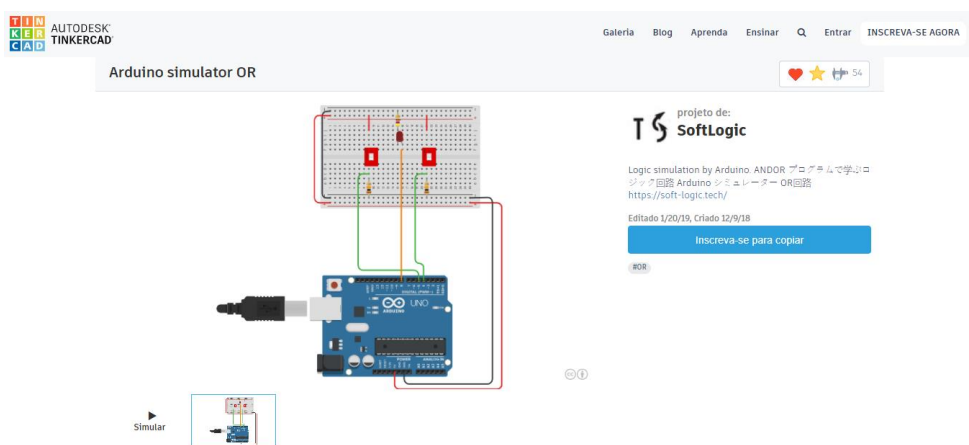 TINKERCAD
AUTODESK®
TINKERCAD®
Galeria Blog Aprenda Ensinar Entrar INSCREVA-SE AGORA
Arduino simulator OR
54
projeto de:
TS SoftLogic
Logic simulation by Arduino. ANDOR プログラムで学ぶロ
ジック回路 Arduino シミュレーター OR回路
https://soft-logic.tech/
Editado 1/20/19, Criado 12/9/18
Inscreva-se para copiar
#OR
UNO
ARDUINO
Simular